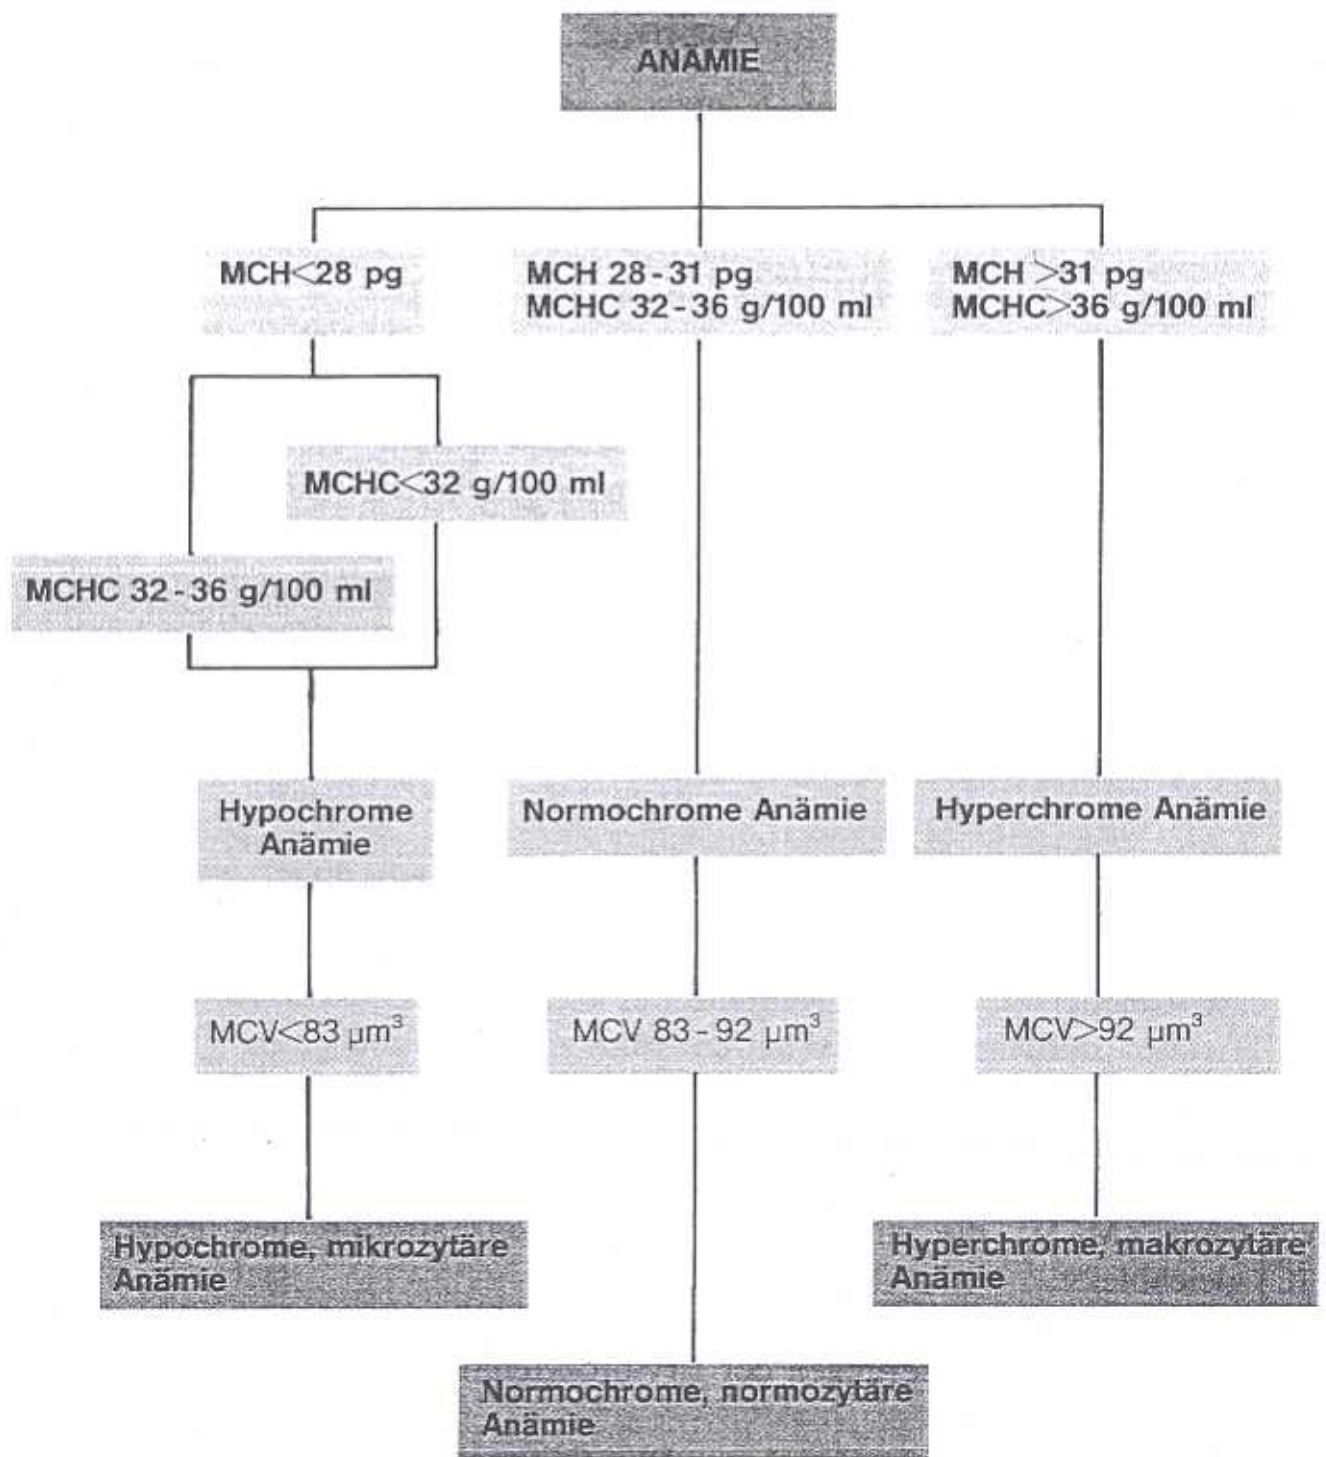 ANÄMIE
MCH<28 pg
MCH 28-31 pg
MCHC 32-36 g/100 ml
MCH >31 pg
MCHC>36 g/100 ml
MCHC<32 g/100 ml
MCHC 32-36 g/100 ml
Hypochrome
Anämie
Normochrome Anämie
Hyperchrome Anämie
MCV<83 µm³
MCV 83-92 µm³
MCV>92 µm³
Hypochrome, mikrozytäre
Anämie
Hyperchrome, makrozytäre
Anämie
Normochrome, normozytäre
Anämie